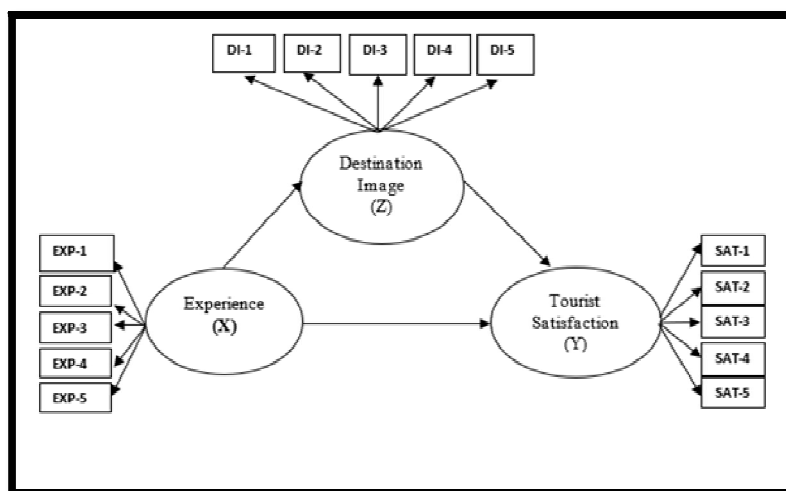 DI-1
DI-2
DI-3
DI-4
DI-5
Destination
Image
(Z)
EXP-1
EXP-2
EXP-3
EXP-4
EXP-5
Experience
(X)
Tourist
Satisfaction
(Y)
SAT-1
SAT-2
SAT-3
SAT-4
SAT-5